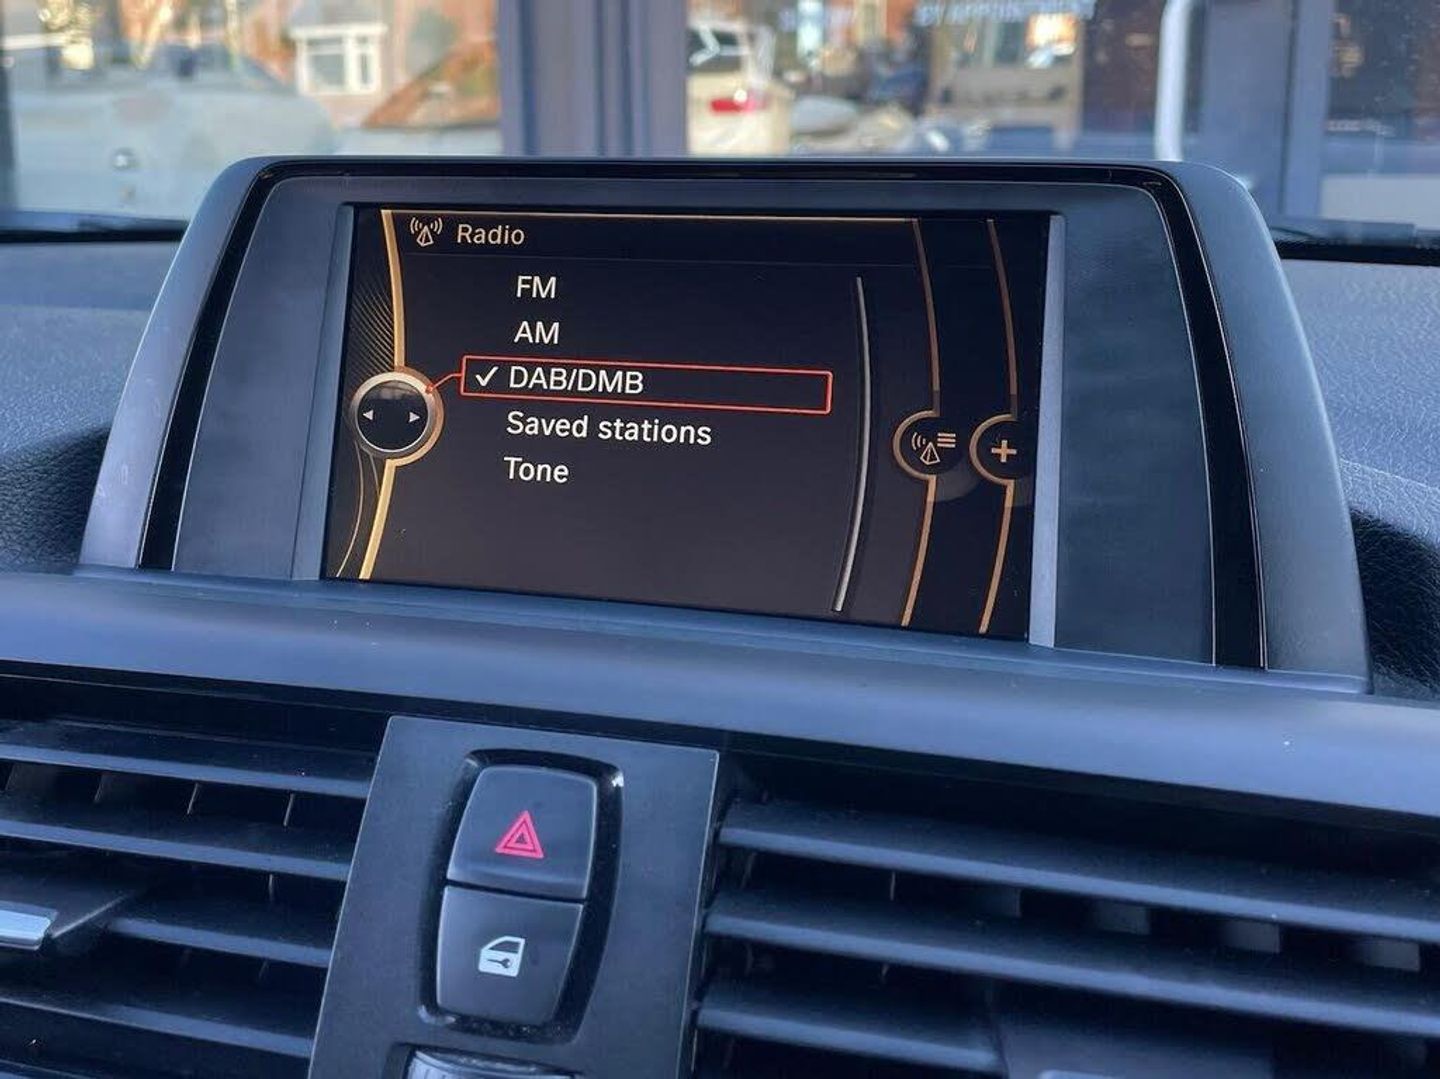 Radio
FM
AM
DAB/DMB
Saved stations
Tone